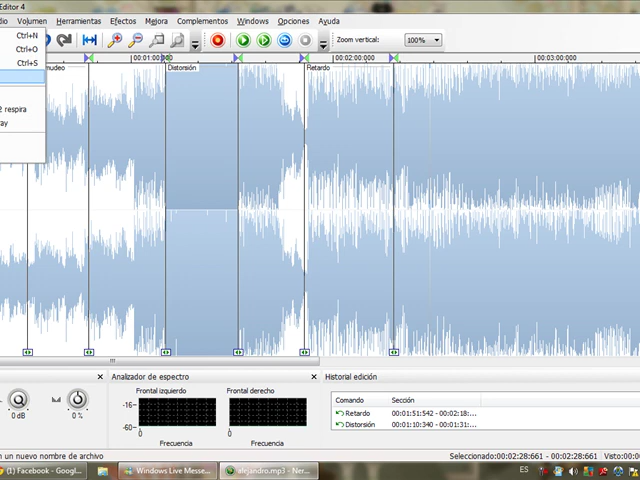 Editor 4
dio Volumen Herramientas Efectos Mejora Complementos Windows Opciones Ayuda
Ctrl+N
Ctrl+O
Ctrl+S
Zoom vertical: 100%
00:01:00:000 00:02:00:000 00:03:00:000
mudeo Distorsión Retardo
2 respira
ay
Analizador de espectro Historial edición
Frontal izquierdo Frontal derecho
Comando Sección
-16
Retardo 00:01:51:542 - 00:02:18:...
0 dB 0 %
Distorsión 00:01:10:340 - 00:01:31:...
-60
0 0
Frecuencia Frecuencia
n un nuevo nombre de archivo Seleccionado:00:02:28:661 - 00:02:28:661 Visto:00:00
(1) Facebook - Googl... Windows Live Messe... alejandro.mp3 - Ner... ES